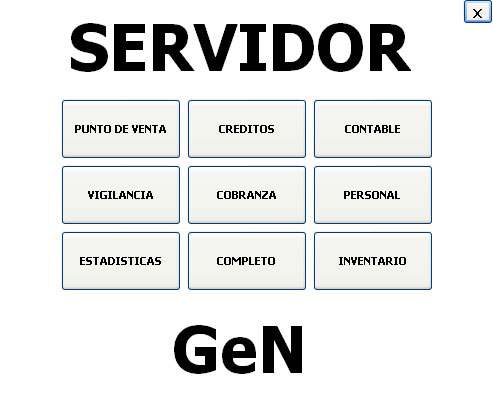 x
SERVIDOR
PUNTO DE VENTA
CREDITOS
CONTABLE
VIGILANCIA
COBRANZA
PERSONAL
ESTADISTICAS
COMPLETO
INVENTARIO
GeN